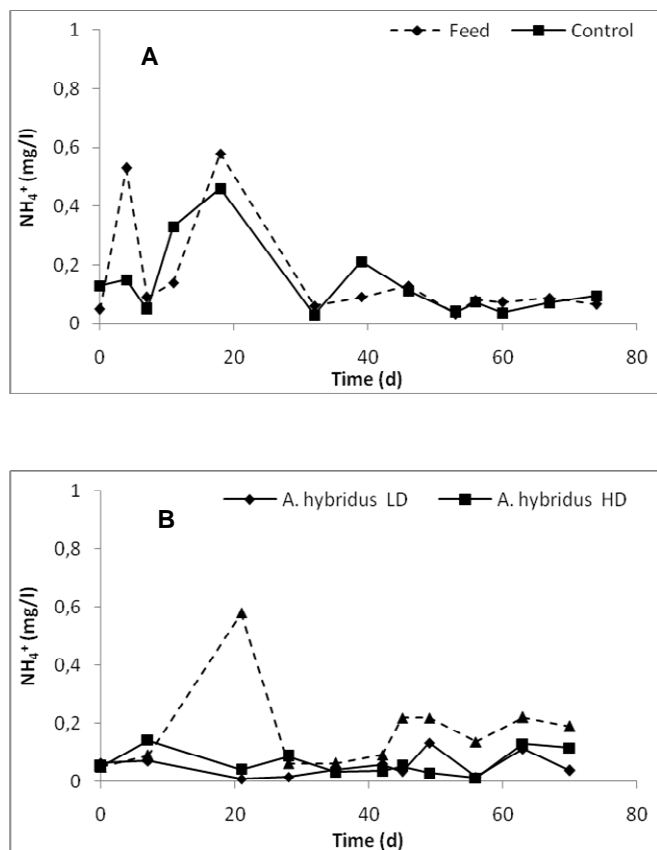 Feed Control
A
1
0,8
0,6
0,4
0,2
0
NH₄⁺ (mg/l)
0 20 40 60 80
Time (d)
A. hybridus LD A. hybridus HD
B
1
0,8
0,6
0,4
0,2
0
NH₄⁺ (mg/l)
0 20 40 60 80
Time (d)